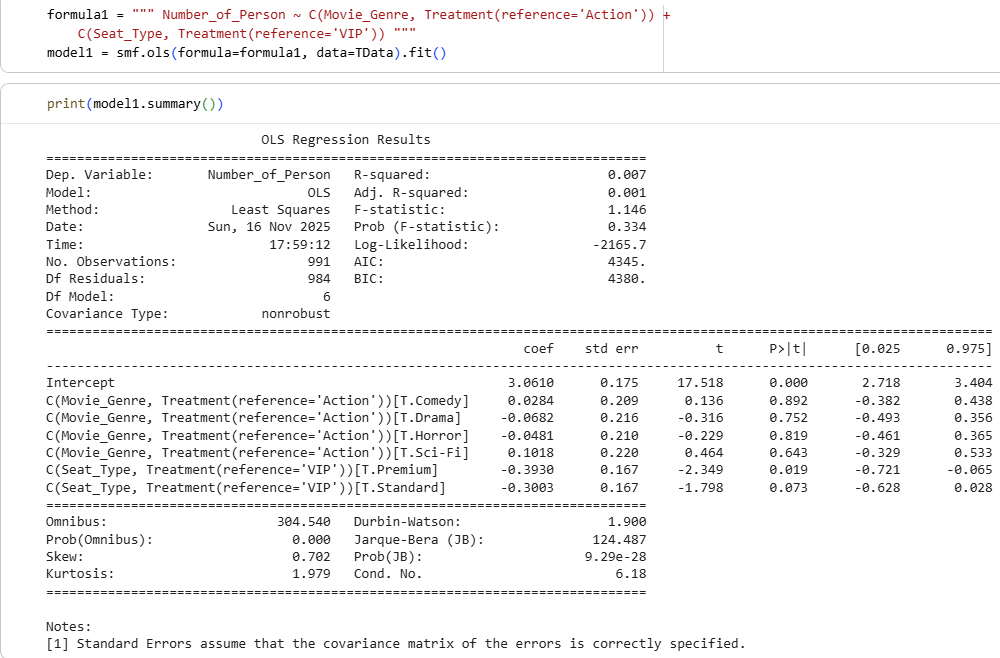 formula1 = """ Number_of_Person ~ C(Movie_Genre, Treatment(reference='Action')) +
    C(Seat_Type, Treatment(reference='VIP')) """
model1 = smf.ols(formula=formula1, data=TData).fit()
print(model1.summary())
                            OLS Regression Results
==============================================================================
Dep. Variable:       Number_of_Person   R-squared:                       0.007
Model:                            OLS   Adj. R-squared:                  0.001
Method:                 Least Squares   F-statistic:                     1.146
Date:                Sun, 16 Nov 2025   Prob (F-statistic):              0.334
Time:                        17:59:12   Log-Likelihood:                -2165.7
No. Observations:                 991   AIC:                             4345.
Df Residuals:                     984   BIC:                             4380.
Df Model:                           6
Covariance Type:            nonrobust
===========================================================================================================================
                                                              coef    std err          t      P>|t|      [0.025      0.975]
---------------------------------------------------------------------------------------------------------------------------
Intercept                                                   3.0610      0.175     17.518      0.000       2.718       3.404
C(Movie_Genre, Treatment(reference='Action'))[T.Comedy]     0.0284      0.209      0.136      0.892      -0.382       0.438
C(Movie_Genre, Treatment(reference='Action'))[T.Drama]     -0.0682      0.216     -0.316      0.752      -0.493       0.356
C(Movie_Genre, Treatment(reference='Action'))[T.Horror]    -0.0481      0.210     -0.229      0.819      -0.461       0.365
C(Movie_Genre, Treatment(reference='Action'))[T.Sci-Fi]     0.1018      0.220      0.464      0.643      -0.329       0.533
C(Seat_Type, Treatment(reference='VIP'))[T.Premium]        -0.3930      0.167     -2.349      0.019      -0.721      -0.065
C(Seat_Type, Treatment(reference='VIP'))[T.Standard]       -0.3003      0.167     -1.798      0.073      -0.628       0.028
==============================================================================
Omnibus:                      304.540   Durbin-Watson:                   1.900
Prob(Omnibus):                  0.000   Jarque-Bera (JB):              124.487
Skew:                           0.702   Prob(JB):                     9.29e-28
Kurtosis:                       1.979   Cond. No.                         6.18
==============================================================================
Notes:
[1] Standard Errors assume that the covariance matrix of the errors is correctly specified.